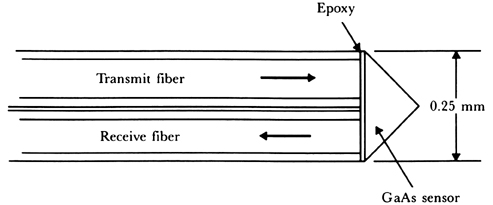 Epoxy
Transmit fiber
0.25 mm
Receive fiber
GaAs sensor